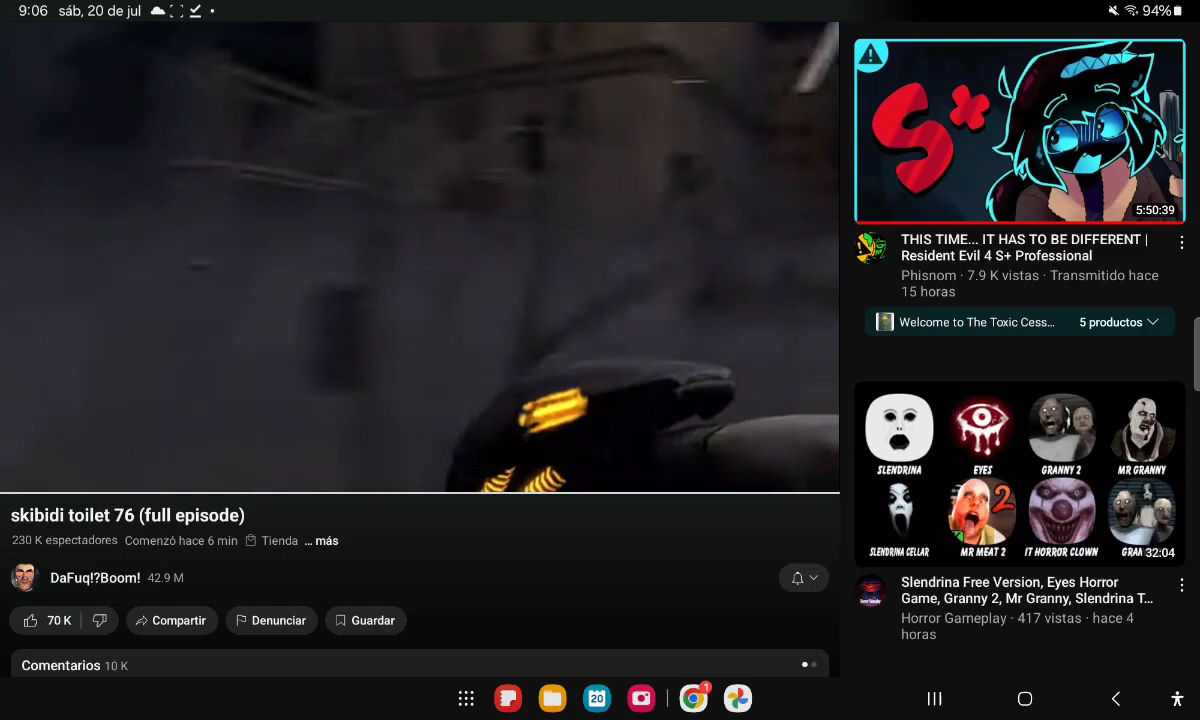 9:06 sáb, 20 de jul
94%
S+
5:50:39
THIS TIME... IT HAS TO BE DIFFERENT |
Resident Evil 4 S+ Professional
Phisnom · 7.9 K vistas · Transmitido hace
15 horas
Welcome to The Toxic Cess... 5 productos
SLENDRINA EYES GRANNY 2 MR GRANNY
2
SLENDRINA CELLAR MR MEAT 2 IT HORROR CLOWN GRAN 32:04
Slendrina Free Version, Eyes Horror
Game, Granny 2, Mr Granny, Slendrina T...
Horror Gameplay · 417 vistas · hace 4
horas
skibidi toilet 76 (full episode)
230 K espectadores Comenzó hace 6 min Tienda ... más
DaFuq!?Boom! 42.9 M
70 K Compartir Denunciar Guardar
Comentarios 10 K
20
1